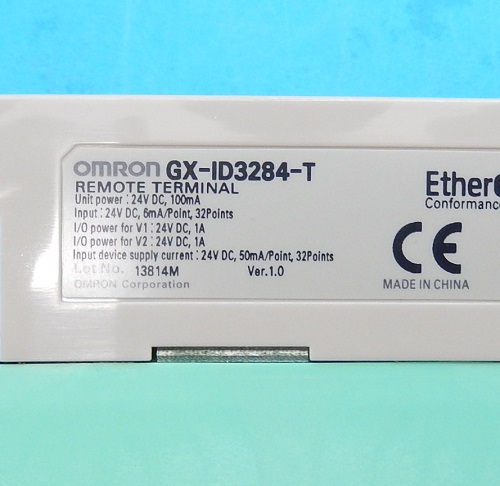 OMRON GX-ID3284-T
REMOTE TERMINAL
Unit power : 24V DC, 100mA
Input : 24V DC, 6mA/Point, 32Points
I/O power for V1 : 24V DC, 1A
I/O power for V2 : 24V DC, 1A
Input device supply current : 24V DC, 50mA/Point, 32Points
Lot No. 13814M Ver.1.0
OMRON Corporation
Ether
Conformance
CE
MADE IN CHINA